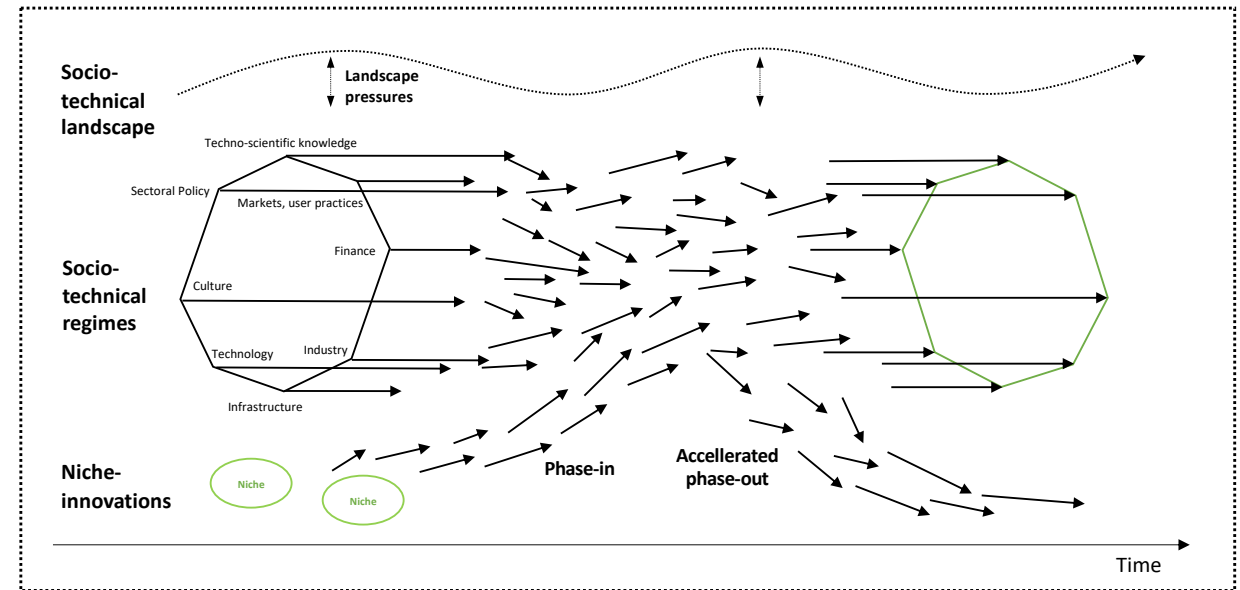 Socio-
technical
landscape
Landscape
pressures
Techno-scientific knowledge
Sectoral Policy
Markets, user practices
Finance
Socio-
technical
regimes
Culture
Technology
Industry
Infrastructure
Niche-
innovations
Niche
Niche
Phase-in
Accellerated
phase-out
Time